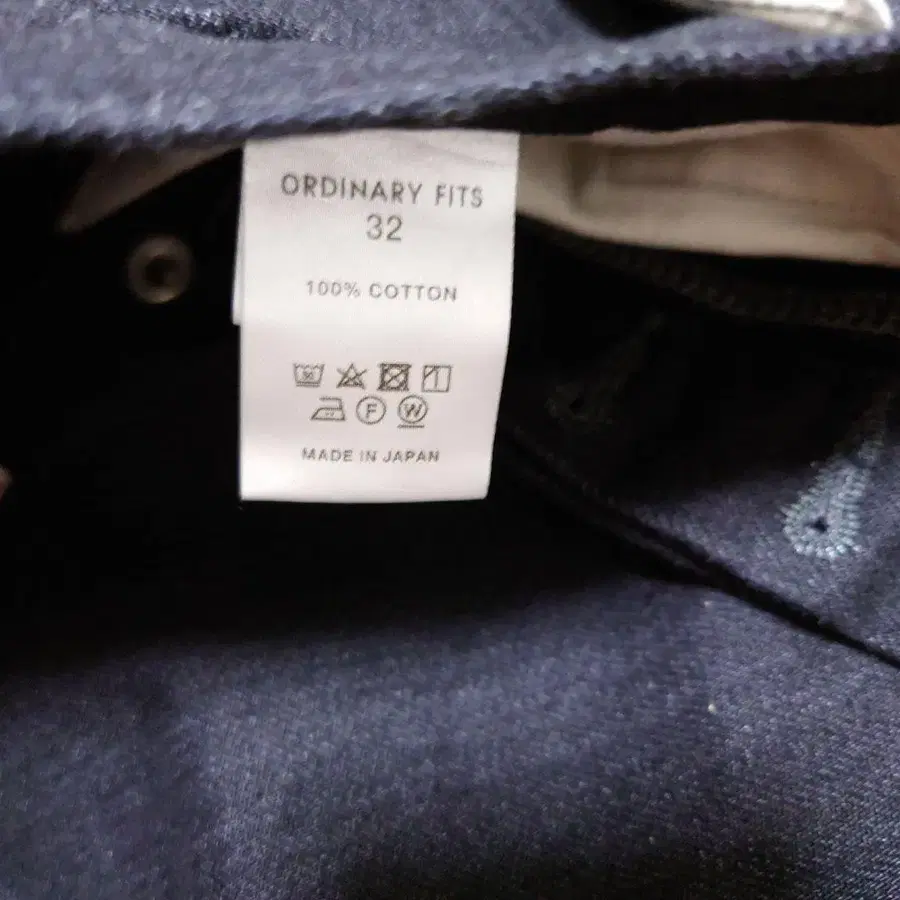 ORDINARY FITS
32
100% COTTON
F W
MADE IN JAPAN